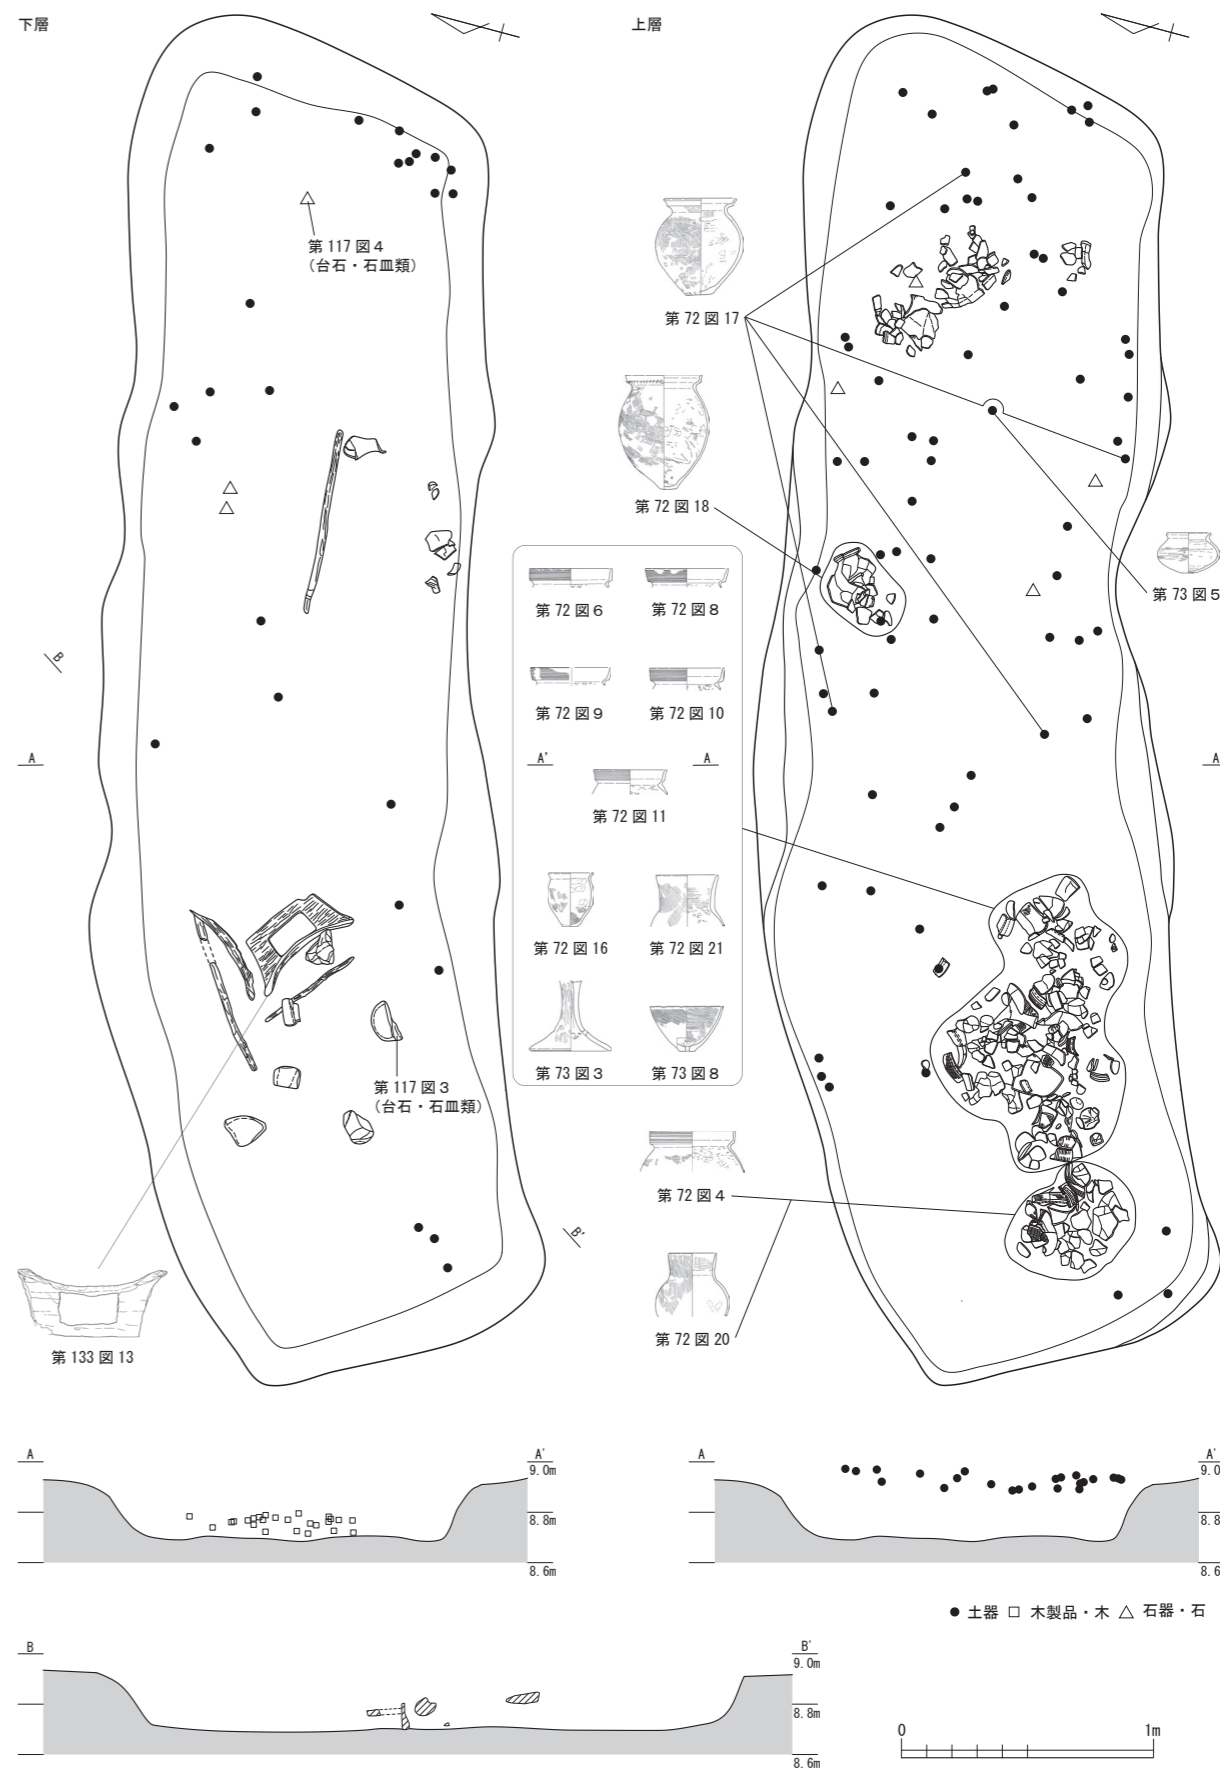 下層
上層
第 117 図 4
(台石・石皿類)
第 72 図 17
第 72 図 18
第 73 図 5
第 72 図 6
第 72 図 8
第 72 図 9
第 72 図 10
第 72 図 11
第 72 図 16
第 72 図 21
第 73 図 3
第 73 図 8
B
A
A'
A
A
第 117 図 3
(台石・石皿類)
第 72 図 4
B'
第 72 図 20
第 133 図 13
A
A'
9.0m
8.8m
8.6m
A
A'
9.0
8.8
8.6
● 土器 □ 木製品・木 △ 石器・石
B
B'
9.0m
8.8m
8.6m
0
1m